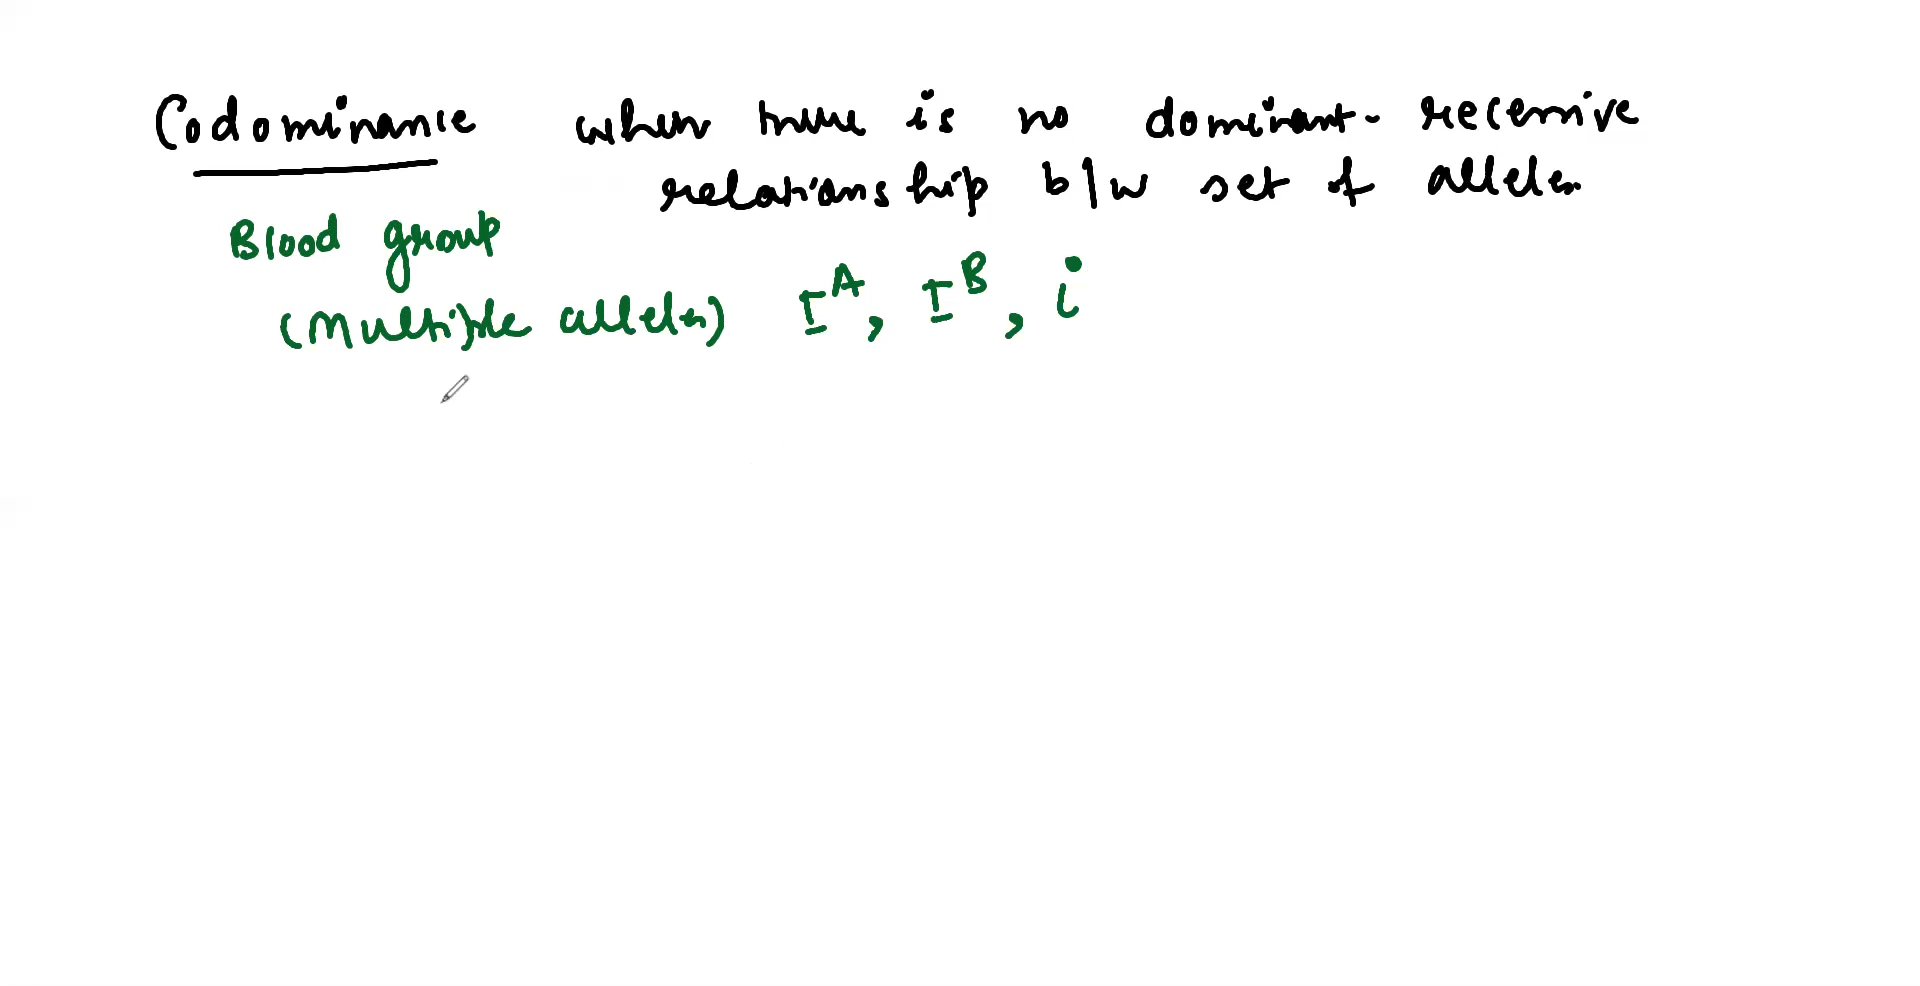 Codominance when there is no dominant-recessive
relationship b/w set of alleles
Blood group
(Multiple alleles) I^A, I^B, i